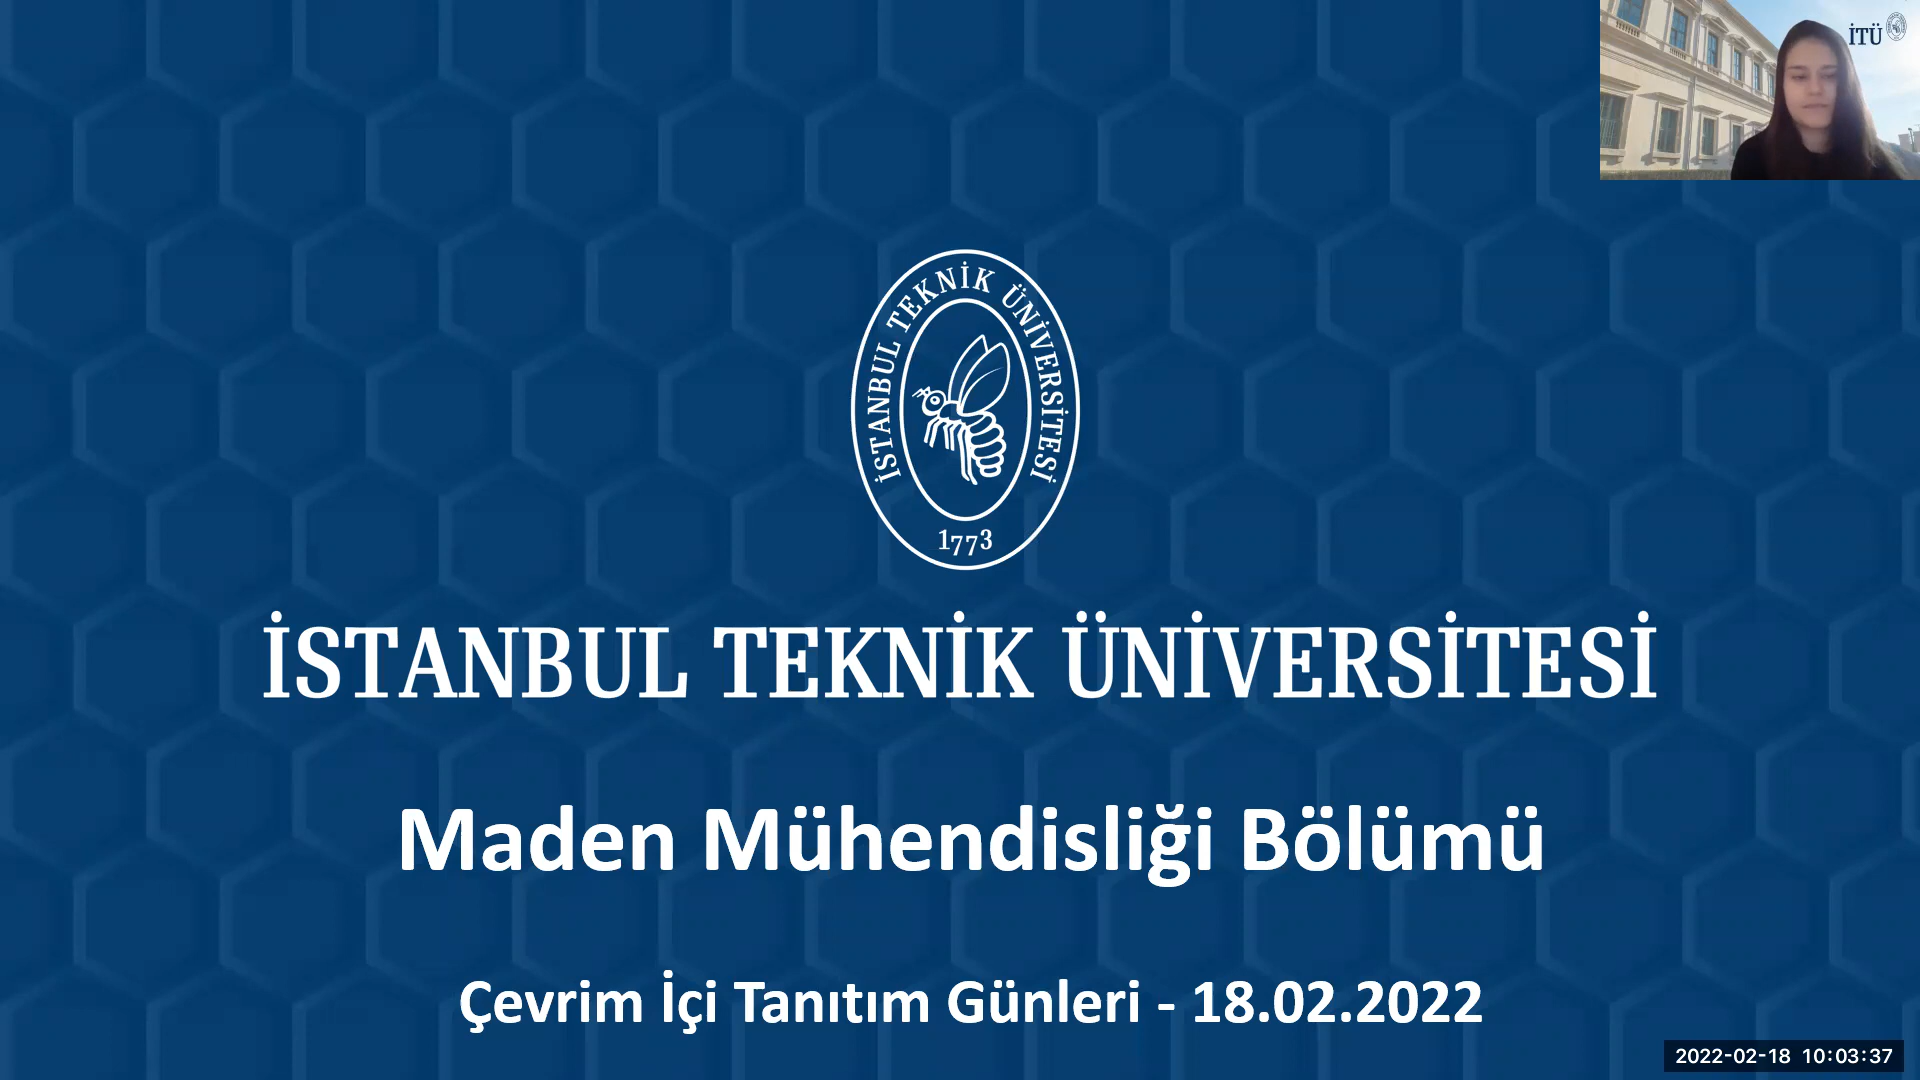 İTÜ
İSTANBUL TEKNİK ÜNİVERSİTESİ
1773
İSTANBUL TEKNİK ÜNİVERSİTESİ
Maden Mühendisliği Bölümü
Çevrim İçi Tanıtım Günleri - 18.02.2022
2022-02-18 10:03:37